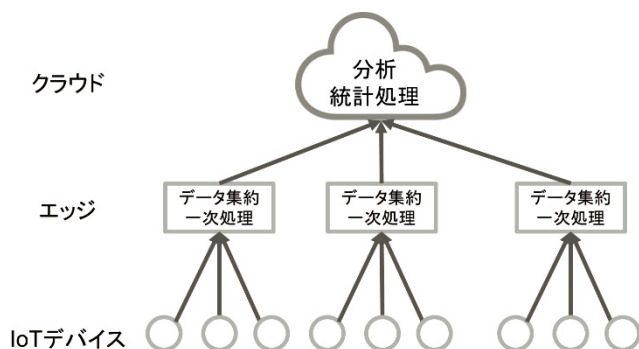 クラウド
分析
統計処理
エッジ
データ集約
一次処理
データ集約
一次処理
データ集約
一次処理
IoTデバイス